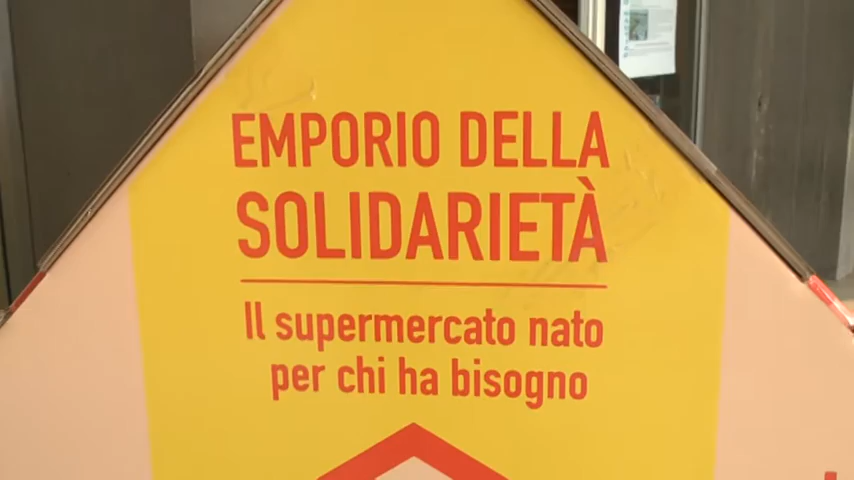 EMPORIO DELLA
SOLIDARIETÀ
Il supermercato nato
per chi ha bisogno